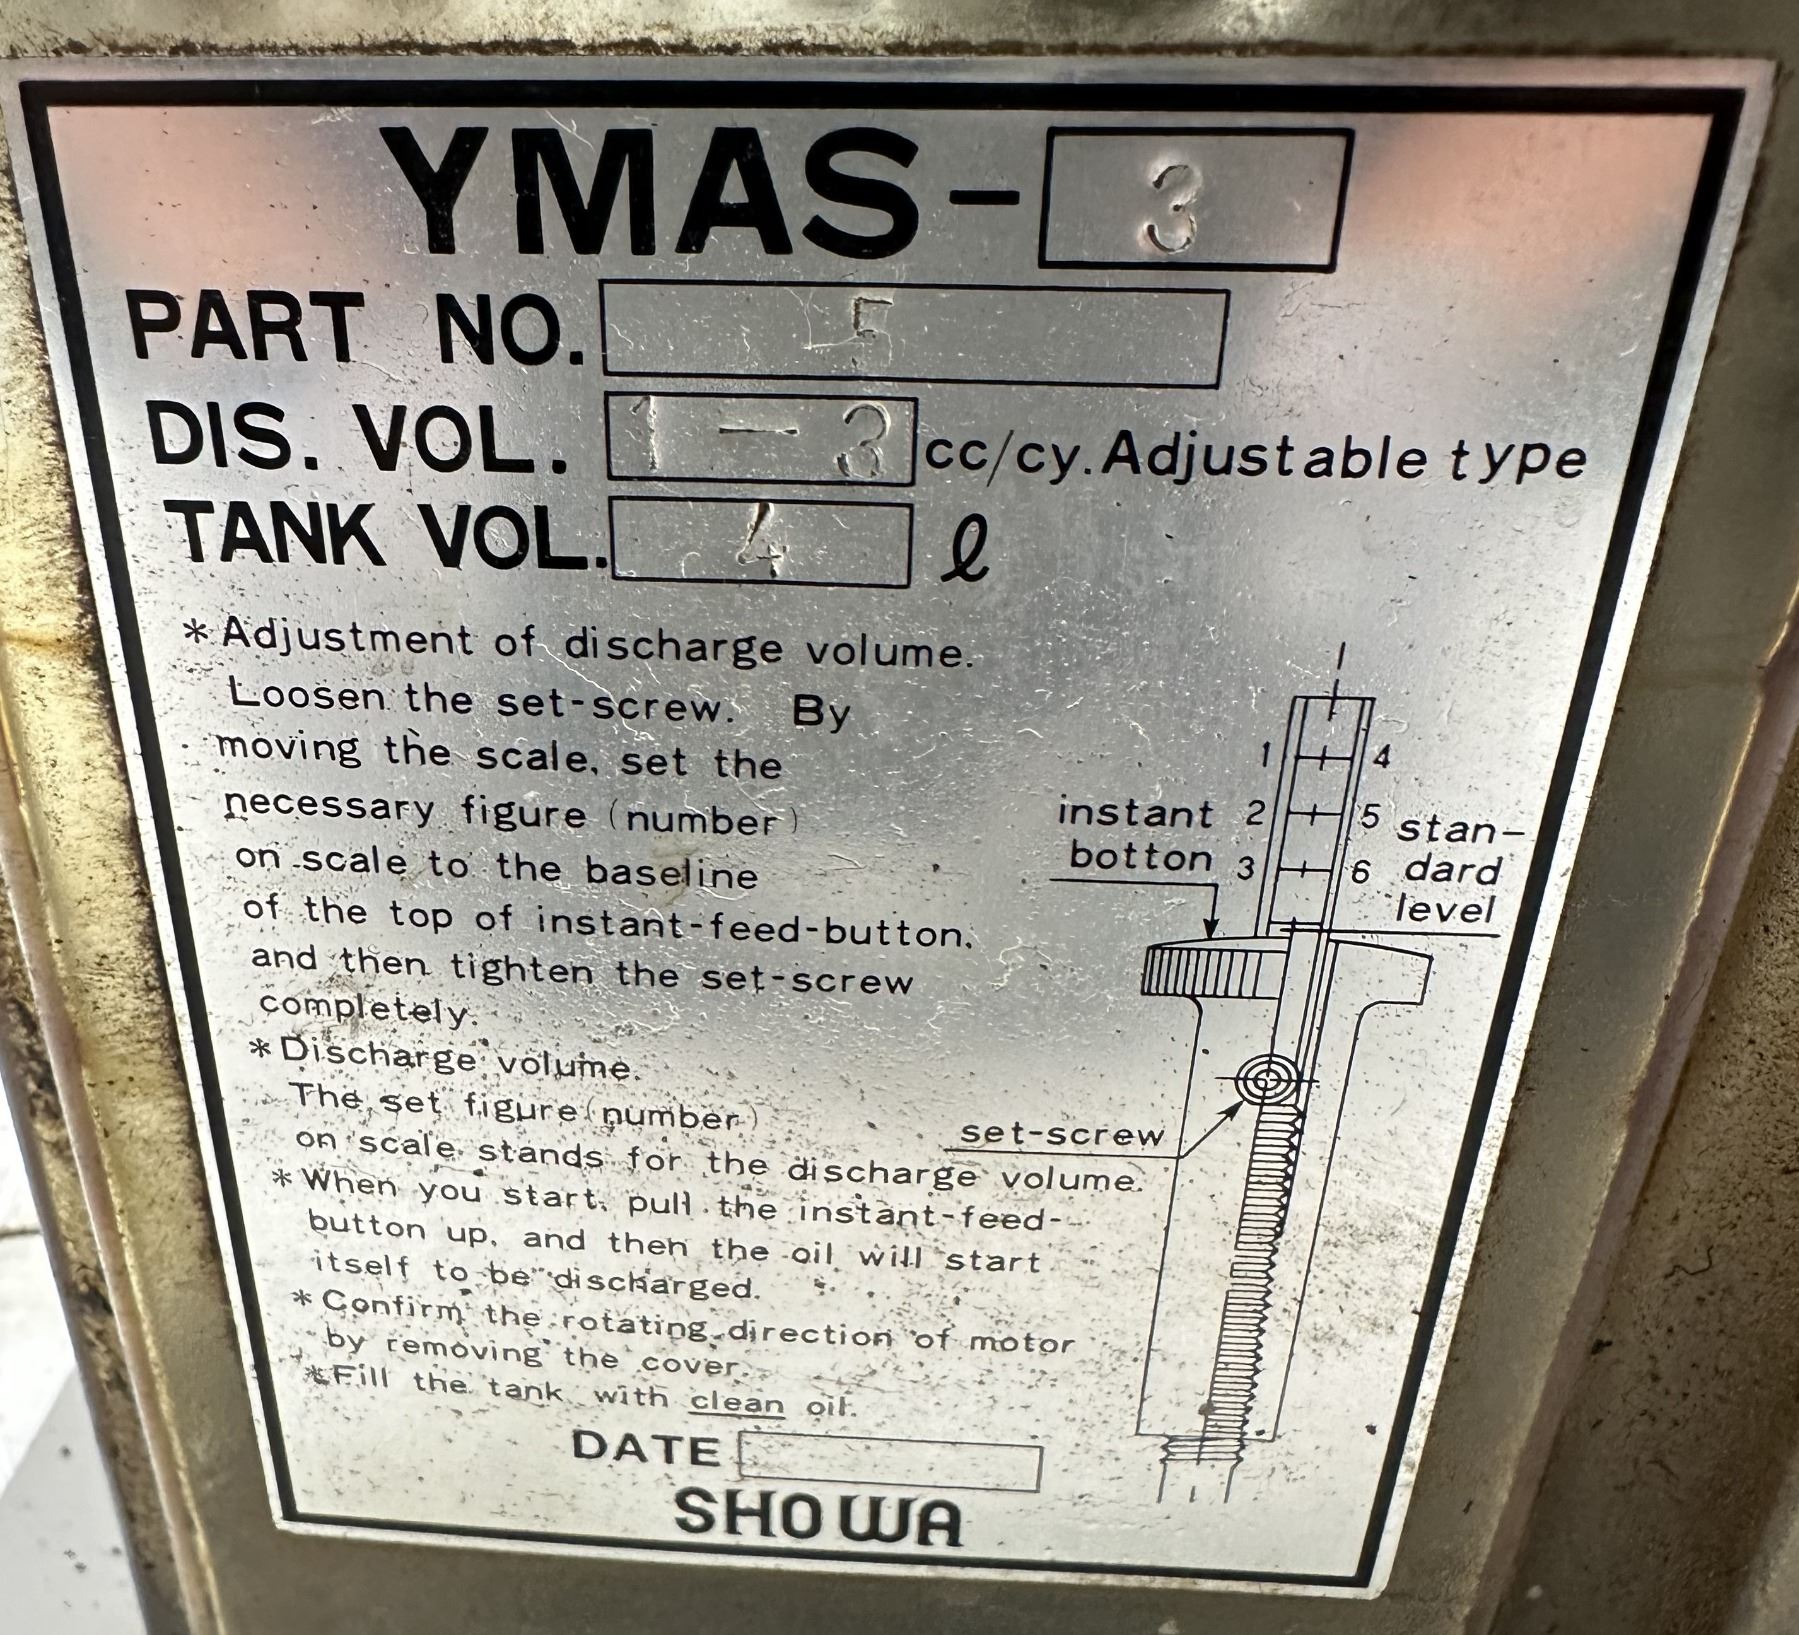 YMAS-3
PART NO. 5
DIS. VOL. 1-3 cc/cy. Adjustable type
TANK VOL. 4 ℓ
*Adjustment of discharge volume.
Loosen the set-screw. By
moving the scale, set the
necessary figure (number)
on scale to the baseline
of the top of instant-feed-button,
and then tighten the set-screw
completely.
*Discharge volume.
The set figure (number)
on scale stands for the discharge volume.
*When you start, pull the instant-feed-
button up, and then the oil will start
itself to be discharged.
*Confirm the rotating direction of motor
by removing the cover.
*Fill the tank with clean oil.
1 4
instant 2 5 stan-
botton 3 6 dard
level
set-screw
DATE
SHOWA